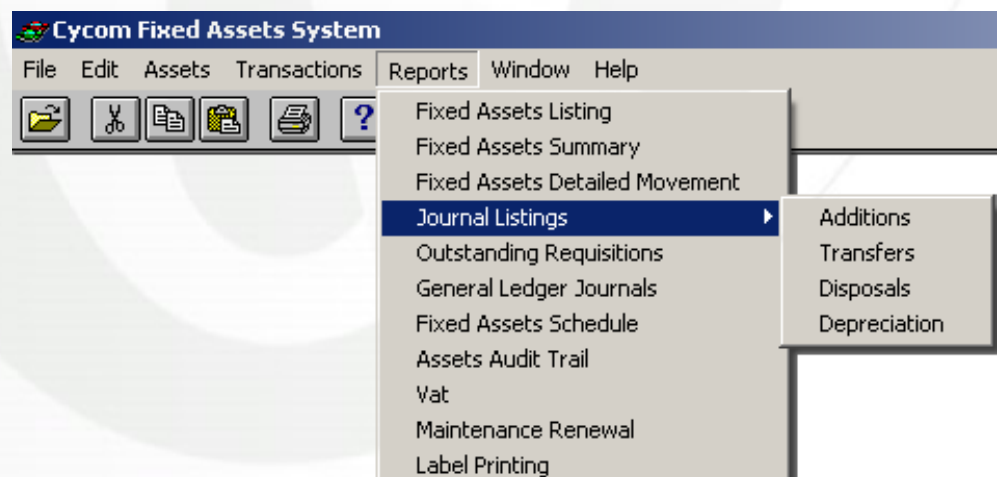 Cycom Fixed Assets System
File Edit Assets Transactions Reports Window Help
?
Fixed Assets Listing
Fixed Assets Summary
Fixed Assets Detailed Movement
Journal Listings
Outstanding Requisitions
General Ledger Journals
Fixed Assets Schedule
Assets Audit Trail
Vat
Maintenance Renewal
Label Printing
Additions
Transfers
Disposals
Depreciation